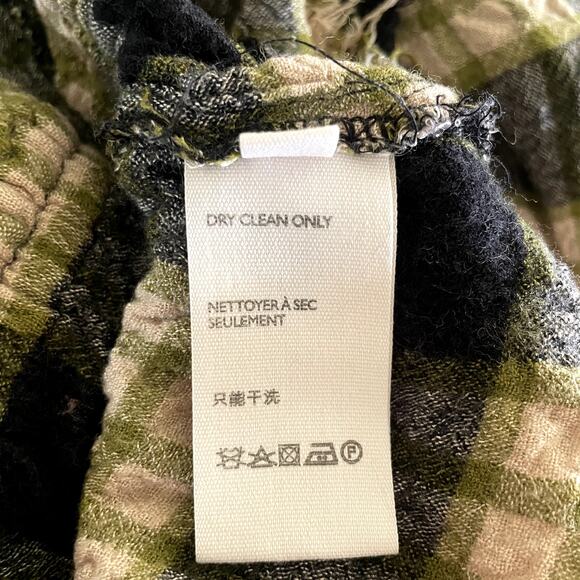 DRY CLEAN ONLY
NETTOYER À SEC
SEULEMENT
只能干洗
P